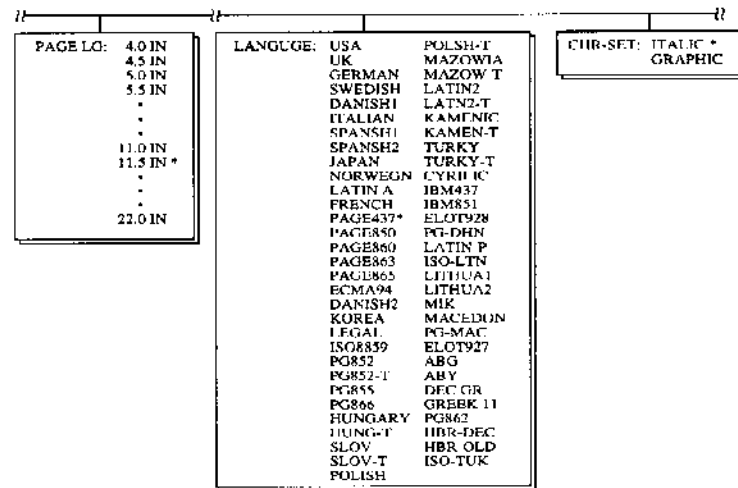 PAGE LG: 4.0 IN
4.5 IN
5.0 IN
5.5 IN
•
•
•
11.0 IN
11.5 IN *
•
•
•
22.0 IN
LANGUGE: USA POLSH-T
UK MAZOWIA
GERMAN MAZOW-T
SWEDISH LATIN2
DANISH1 LATN2-T
ITALIAN KAMENIC
SPANSH1 KAMEN-T
SPANSH2 TURKY
JAPAN TURKY-T
NORWEGN CYRILIC
LATIN A IBM437
FRENCH IBM851
PAGE437* ELOT928
PAGE850 PG-DHN
PAGE860 LATIN P
PAGE863 ISO-LTN
PAGE865 LITHUA1
ECMA94 LITHUA2
DANISH2 MIK
KOREA MACEDON
LEGAL PG-MAC
ISO8859 ELOT927
PG852 ABG
PG852-T ABY
PG855 DEC GR
PG866 GREEK 11
HUNGARY PG862
HUNG-T HBR-DEC
SLOV HBR OLD
SLOV-T ISO-TUK
POLISH
CHR-SET: ITALIC *
GRAPHIC